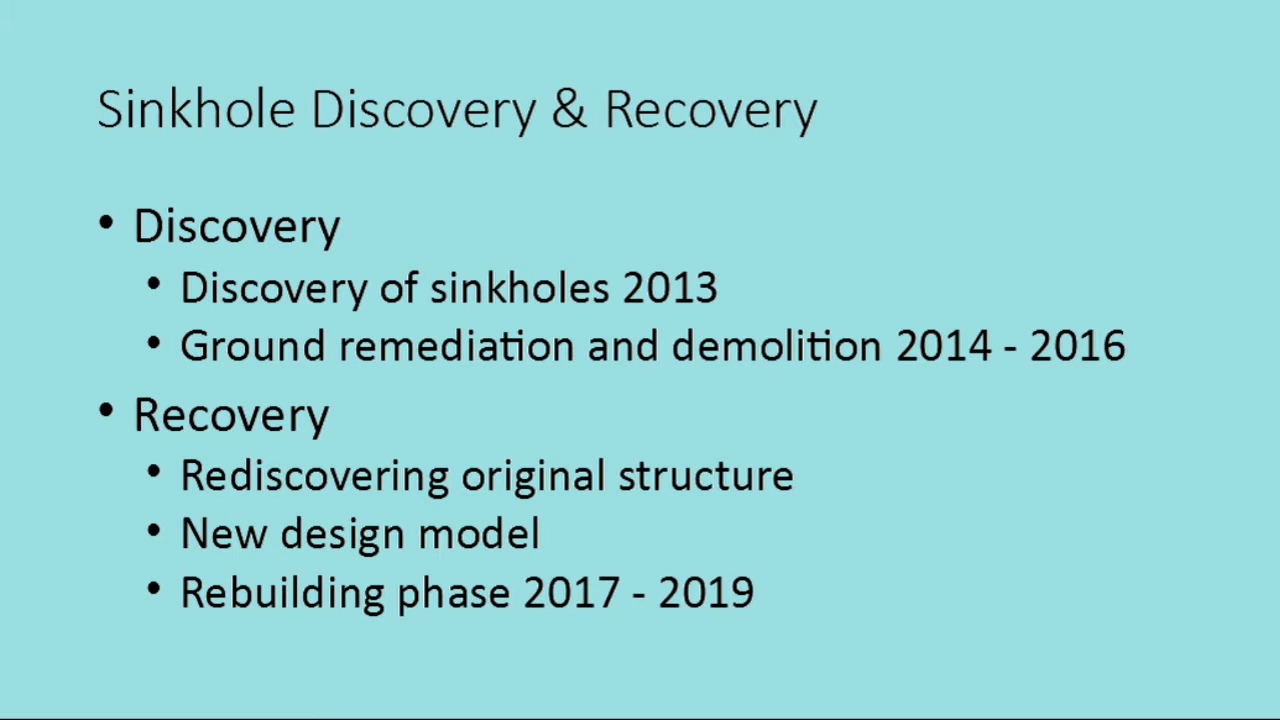 Sinkhole Discovery & Recovery
• Discovery
• Discovery of sinkholes 2013
• Ground remediation and demolition 2014 - 2016
• Recovery
• Rediscovering original structure
• New design model
• Rebuilding phase 2017 - 2019